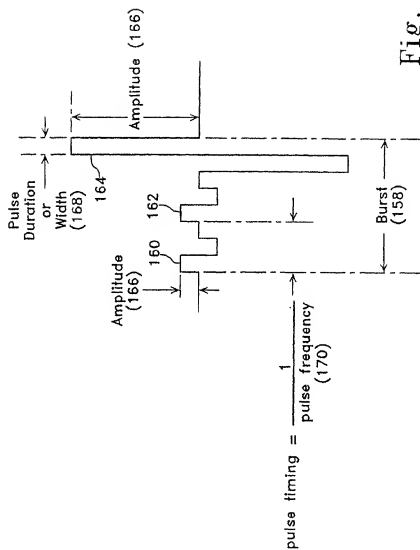 Pulse
Duration
or
Width
(168)
Amplitude (166)
164
162
160
Amplitude
(166)
Burst
(158)
pulse timing = 1
pulse frequency
(170)
Fig.